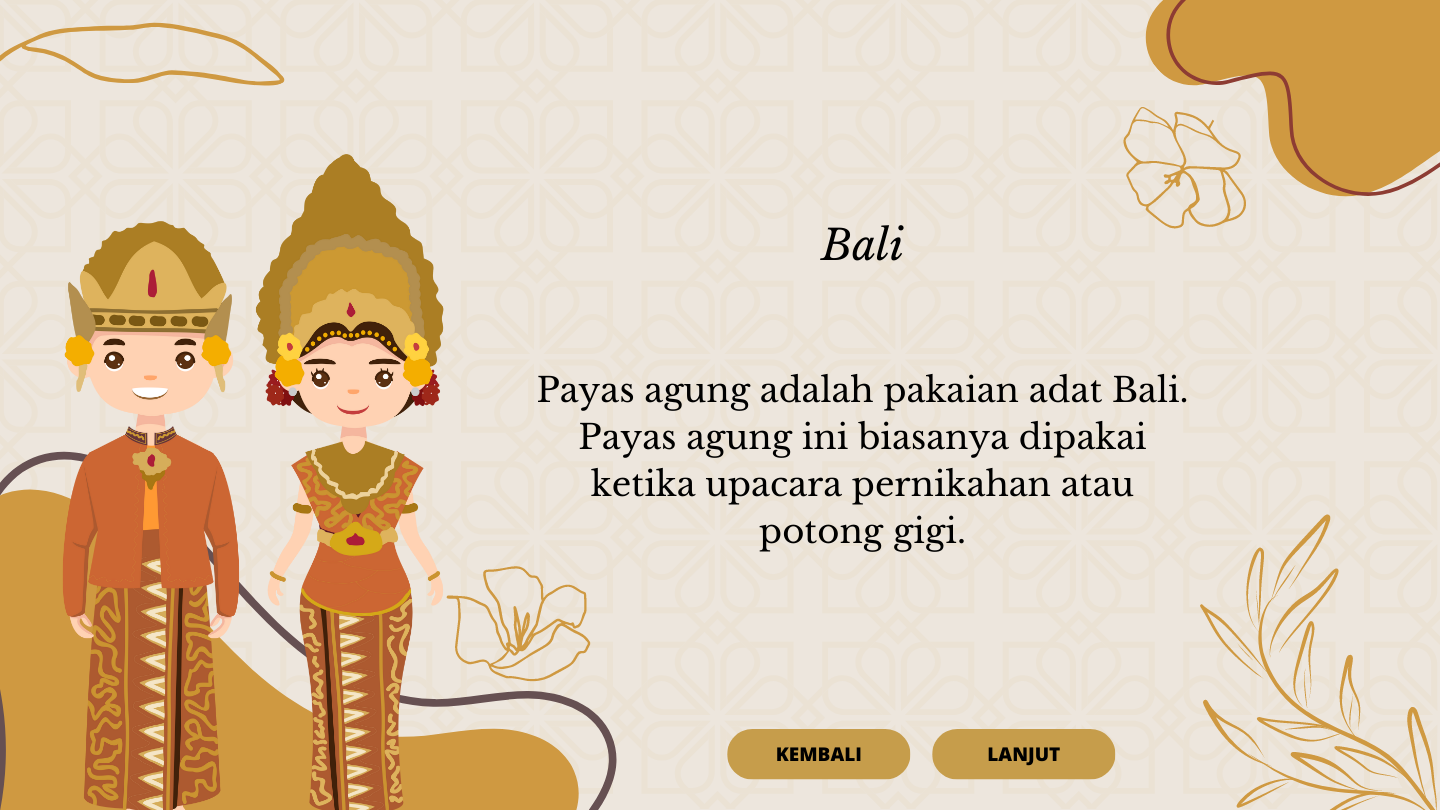 Bali
Payas agung adalah pakaian adat Bali.
Payas agung ini biasanya dipakai
ketika upacara pernikahan atau
potong gigi.
KEMBALI
LANJUT